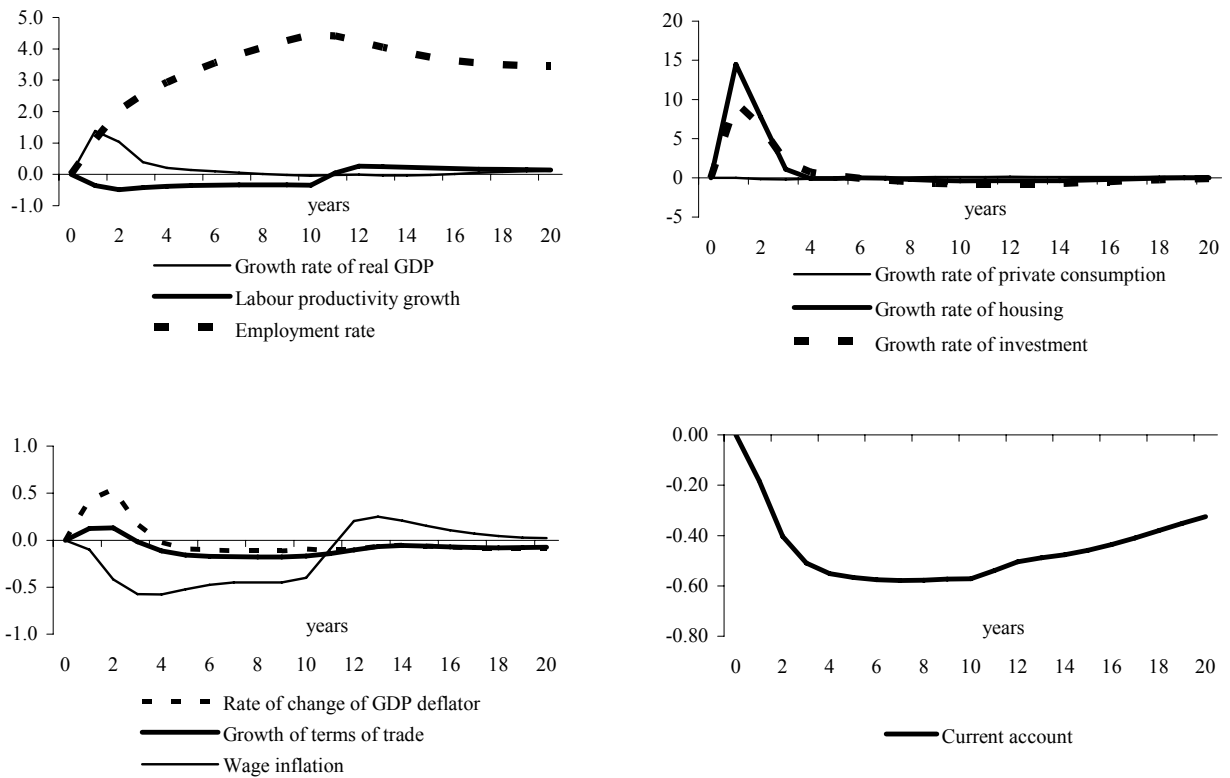 5.0
4.0
3.0
2.0
1.0
0.0
-1.0
years
0 2 4 6 8 10 12 14 16 18 20
Growth rate of real GDP
Labour productivity growth
Employment rate
20
15
10
5
0
-5
years
0 2 4 6 8 10 12 14 16 18 20
Growth rate of private consumption
Growth rate of housing
Growth rate of investment
1.0
0.5
0.0
-0.5
-1.0
years
0 2 4 6 8 10 12 14 16 18 20
Rate of change of GDP deflator
Growth of terms of trade
Wage inflation
0.00
-0.20
-0.40
-0.60
-0.80
years
0 2 4 6 8 10 12 14 16 18 20
Current account